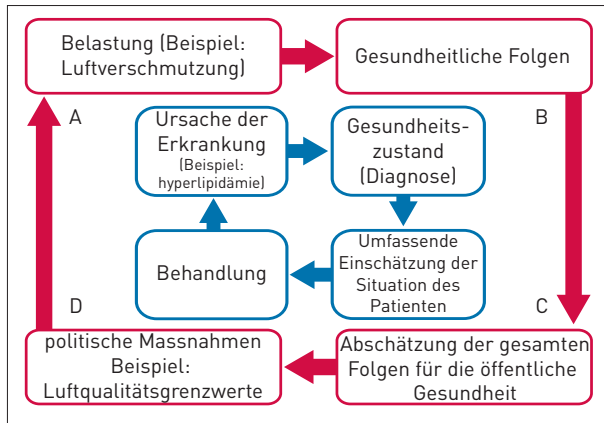 Belastung (Beispiel:
Luftverschmutzung)
Gesundheitliche Folgen
A
B
Ursache der
Erkrankung
(Beispiel:
hyperlipidämie)
Gesundheits-
zustand
(Diagnose)
Behandlung
Umfassende
Einschätzung der
Situation des
Patienten
D
C
politische Massnahmen
Beispiel:
Luftqualitätsgrenzwerte
Abschätzung der gesamten
Folgen für die öffentliche
Gesundheit